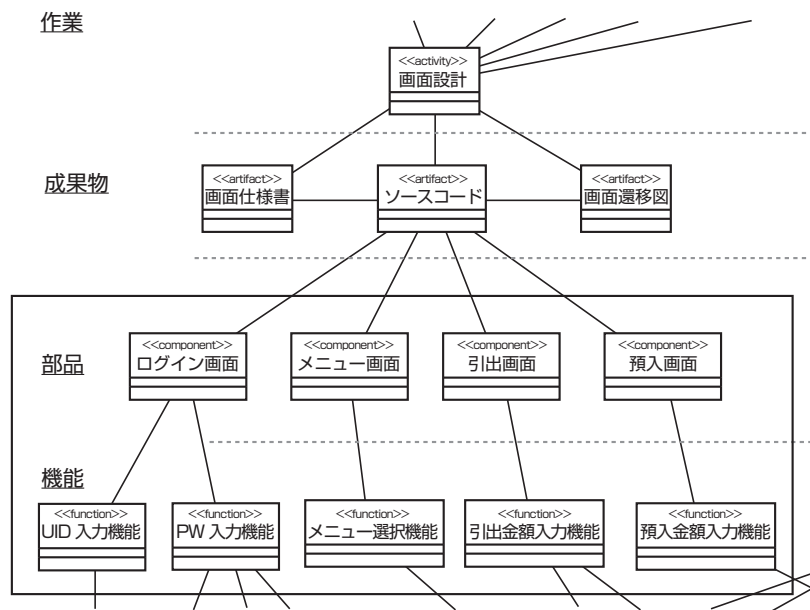 作業
<<activity>>
画面設計
成果物
<<artifact>>
画面仕様書
<<artifact>>
ソースコード
<<artifact>>
画面還移図
部品
<<component>>
ログイン画面
<<component>>
メニュー画面
<<component>>
引出画面
<<component>>
預入画面
機能
<<function>>
UID 入力機能
<<function>>
PW 入力機能
<<function>>
メニュー選択機能
<<function>>
引出金額入力機能
<<function>>
預入金額入力機能